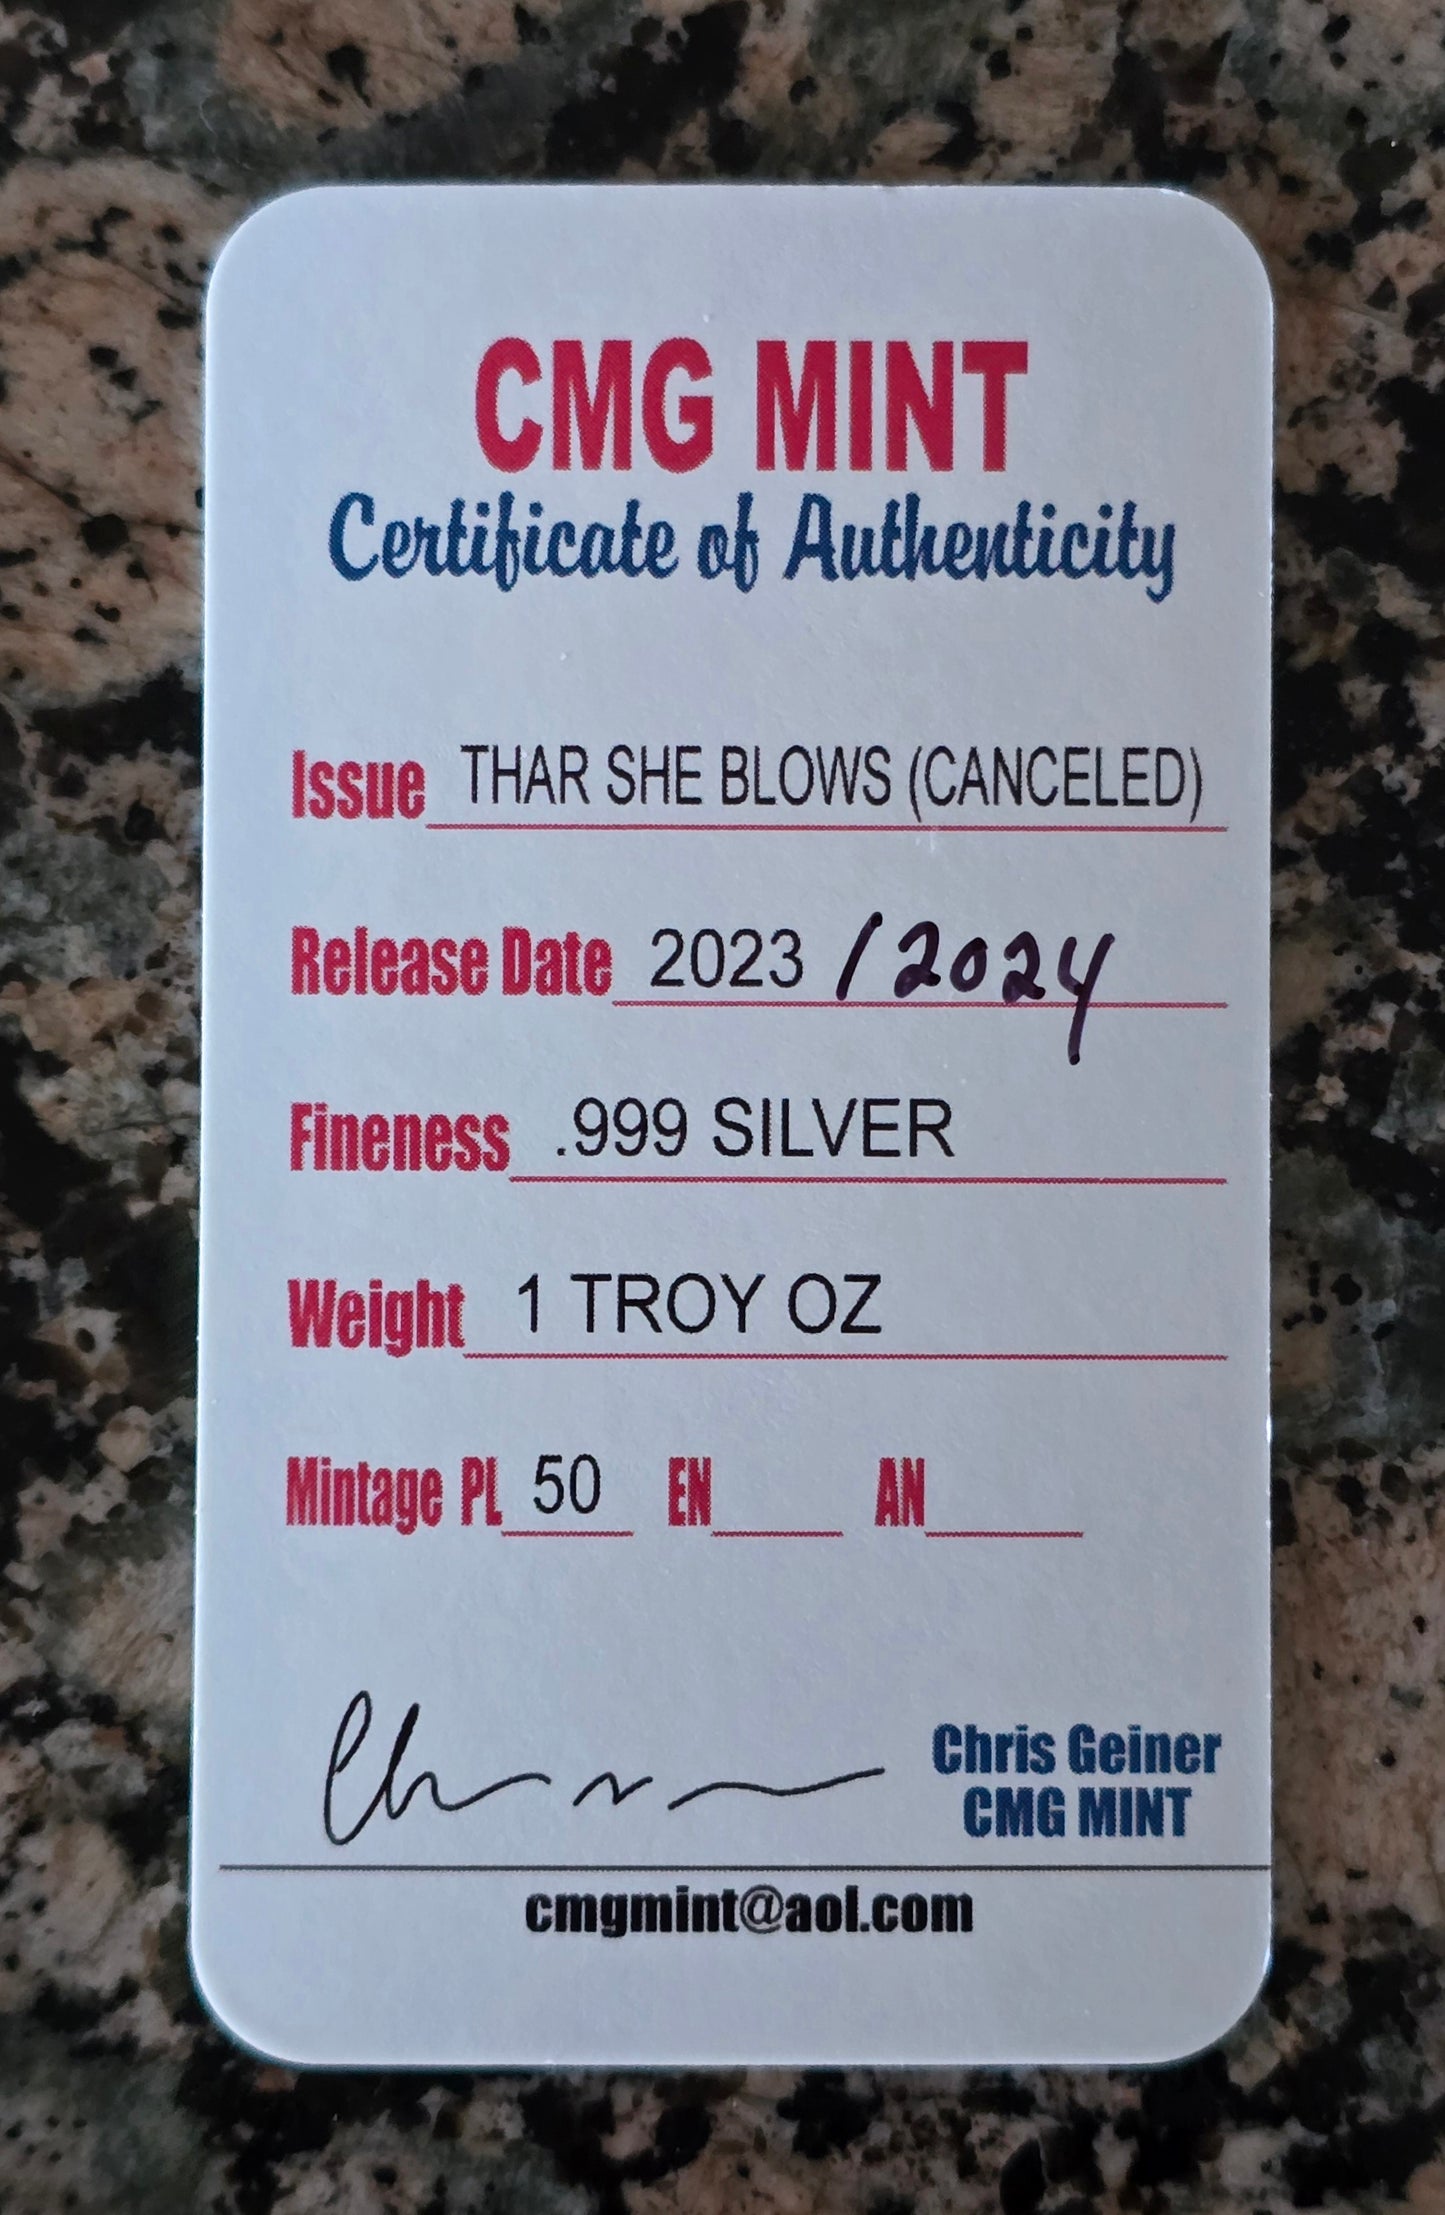 CMG MINT
Certificate of Authenticity
Issue THAR SHE BLOWS (CANCELED)
Release Date 2023 / 2024
Fineness .999 SILVER
Weight 1 TROY OZ
Mintage PL 50 EN AN
Chris Geiner
CMG MINT
cmgmint@aol.com